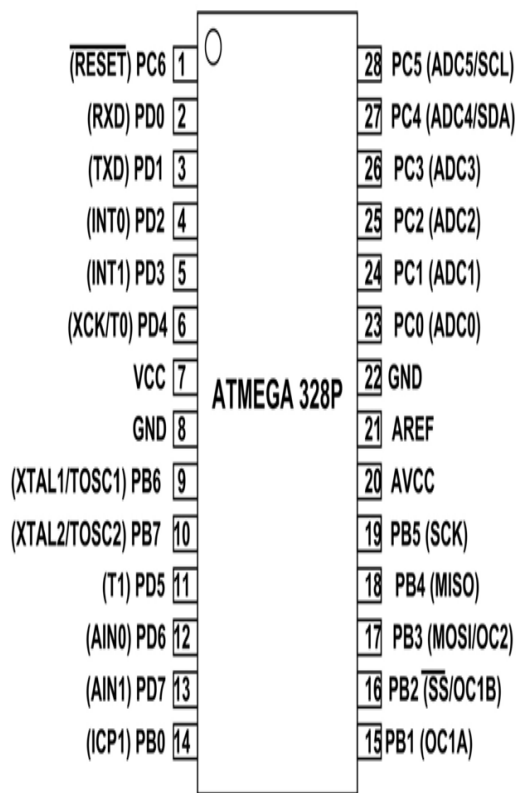 (RESET) PC6 1
(RXD) PD0 2
(TXD) PD1 3
(INT0) PD2 4
(INT1) PD3 5
(XCK/T0) PD4 6
VCC 7
GND 8
(XTAL1/TOSC1) PB6 9
(XTAL2/TOSC2) PB7 10
(T1) PD5 11
(AIN0) PD6 12
(AIN1) PD7 13
(ICP1) PB0 14
ATMEGA 328P
28 PC5 (ADC5/SCL)
27 PC4 (ADC4/SDA)
26 PC3 (ADC3)
25 PC2 (ADC2)
24 PC1 (ADC1)
23 PC0 (ADC0)
22 GND
21 AREF
20 AVCC
19 PB5 (SCK)
18 PB4 (MISO)
17 PB3 (MOSI/OC2)
16 PB2 (SS/OC1B)
15 PB1 (OC1A)